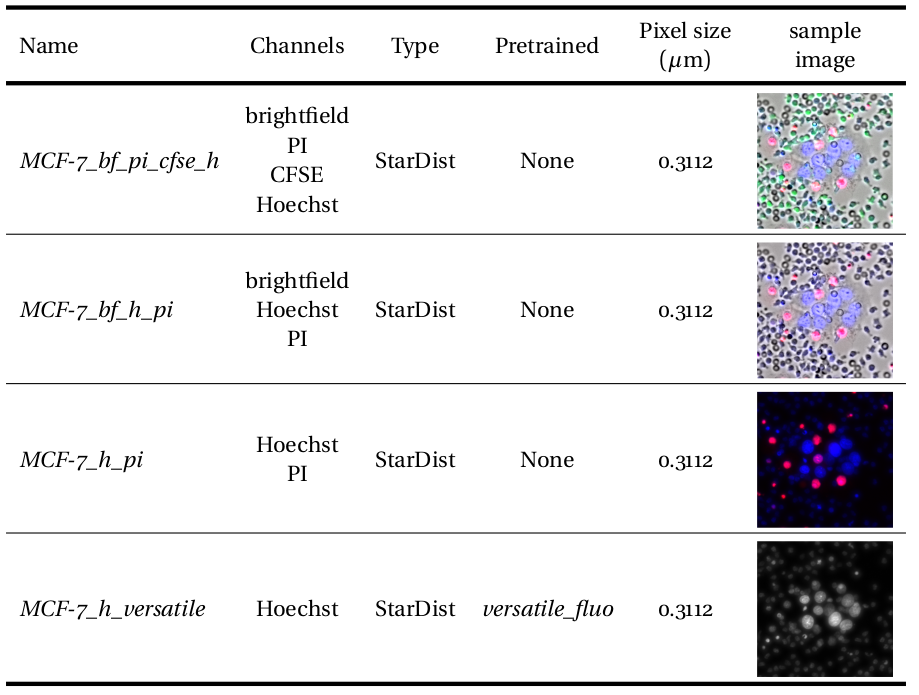 Name Channels Type Pretrained Pixel size (μm) sample image
MCF-7_bf_pi_cfse_h brightfield PI CFSE Hoechst StarDist None 0.3112
MCF-7_bf_h_pi brightfield Hoechst PI StarDist None 0.3112
MCF-7_h_pi Hoechst PI StarDist None 0.3112
MCF-7_h_versatile Hoechst StarDist versatile_fluo 0.3112